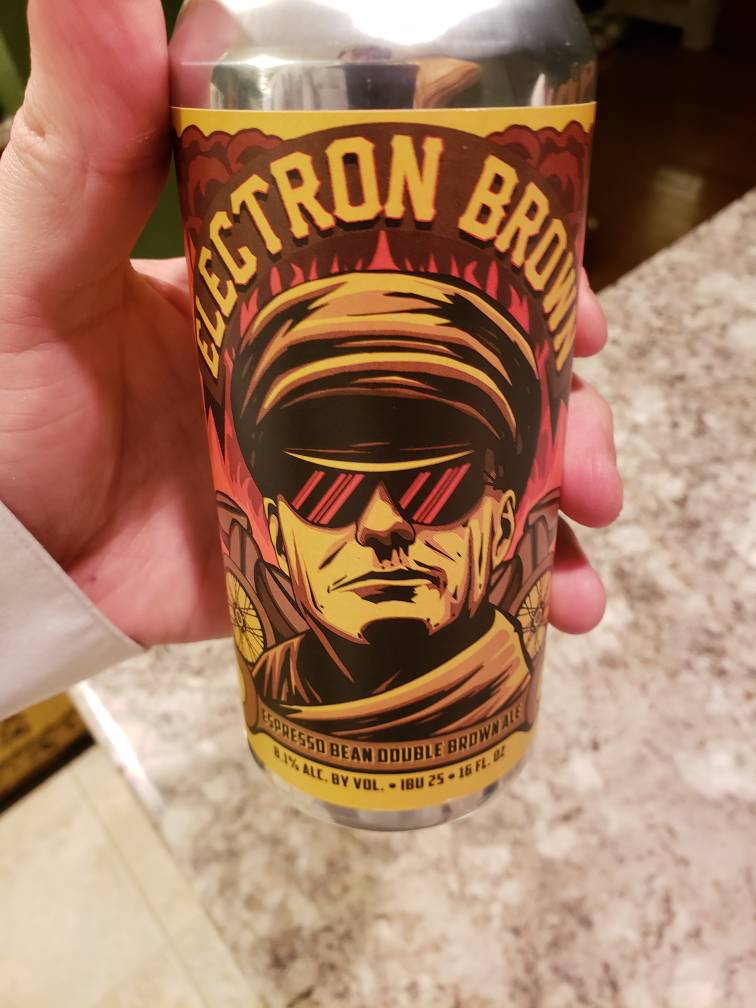 ELECTRON BROWN
ESPRESSO BEAN DOUBLE BROWN ALE
8.1% ALC. BY VOL. • IBU 25 • 16 FL. OZ